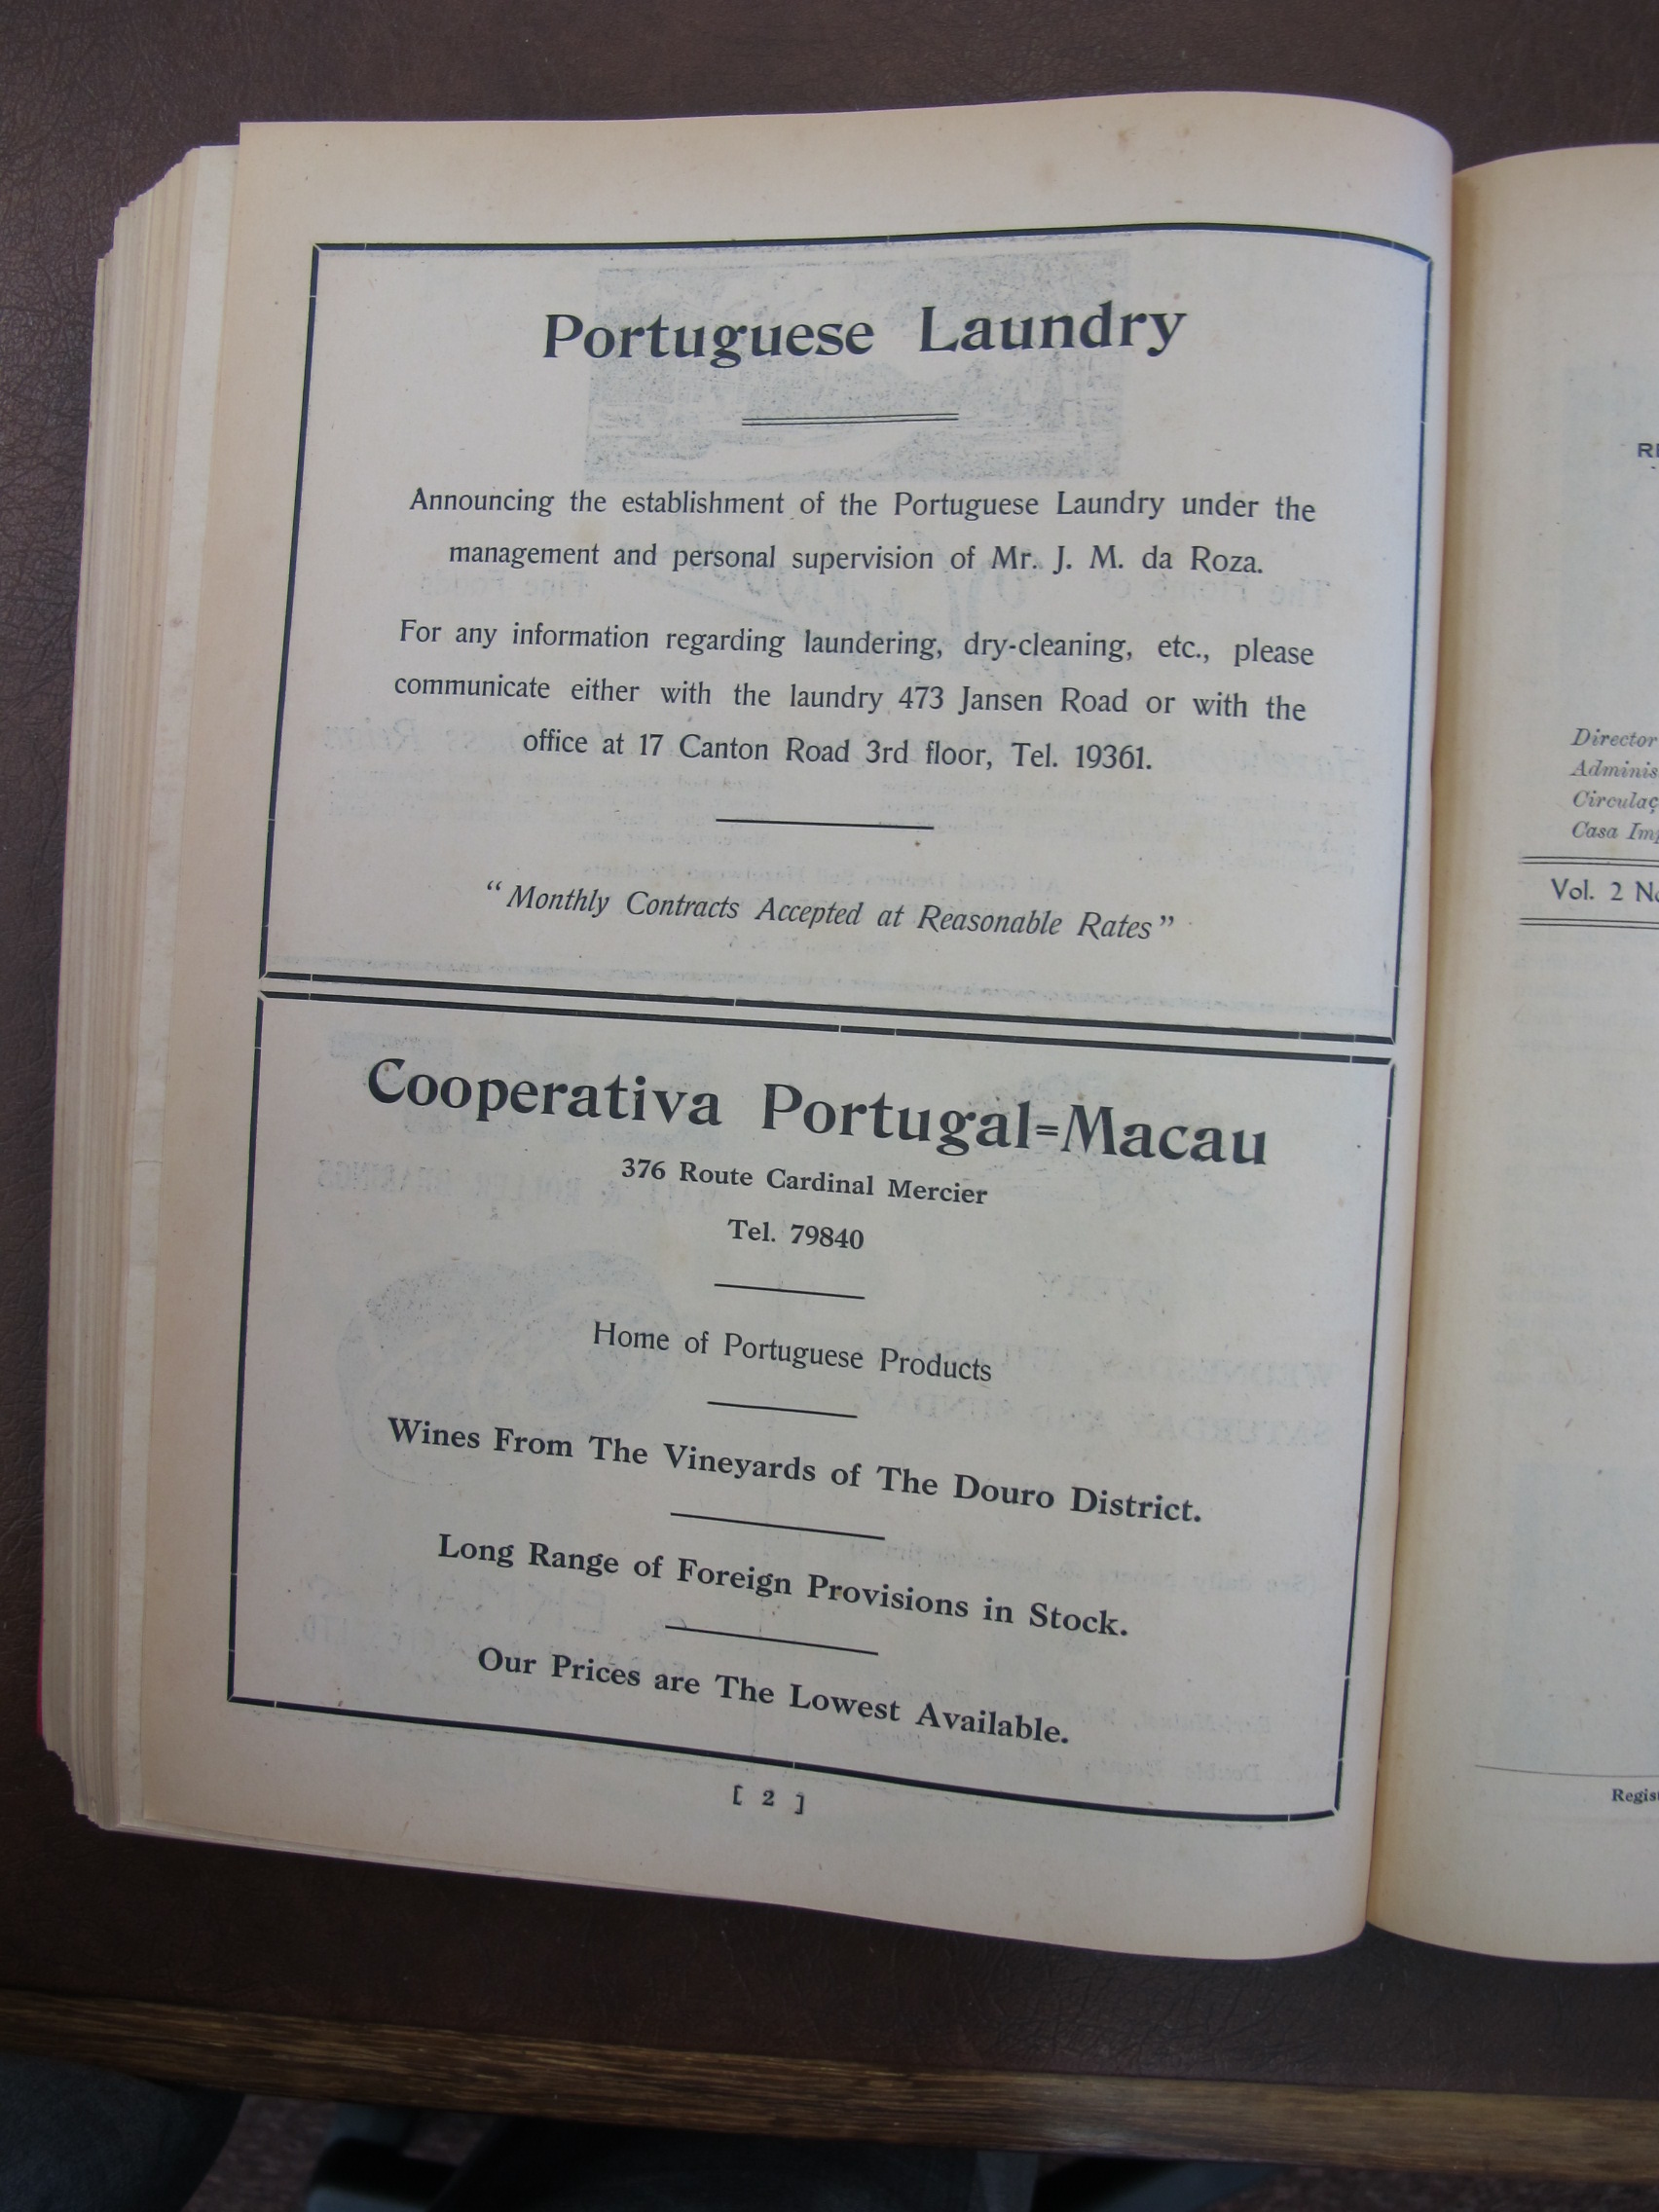 Portuguese Laundry
Announcing the establishment of the Portuguese Laundry under the
management and personal supervision of Mr. J. M. da Roza.
For any information regarding laundering, dry-cleaning, etc., please
communicate either with the laundry 473 Jansen Road or with the
office at 17 Canton Road 3rd floor, Tel. 19361.
“Monthly Contracts Accepted at Reasonable Rates”
Cooperativa Portugal=Macau
376 Route Cardinal Mercier
Tel. 79840
Home of Portuguese Products
Wines From The Vineyards of The Douro District.
Long Range of Foreign Provisions in Stock.
Our Prices are The Lowest Available.
[ 2 ]
Director
Casa
Vol. 2